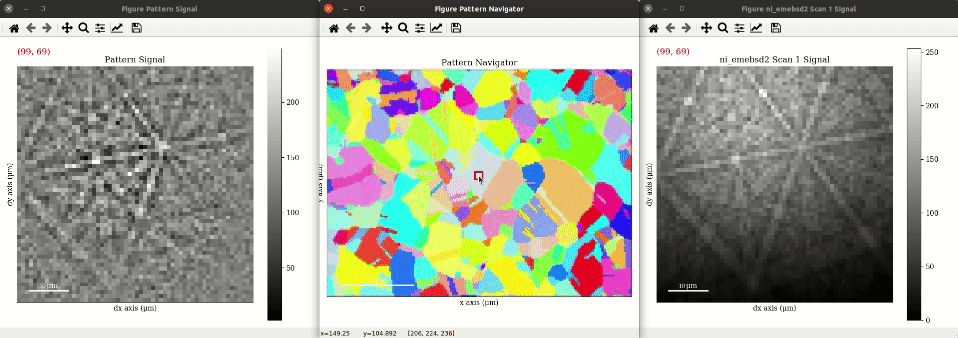 Figure Pattern Signal
(99, 69)
Pattern Signal
dy axis (µm)
dx axis (µm)
200
150
100
50
Figure Pattern Navigator
Pattern Navigator
y axis (µm)
x axis (µm)
x=149.25 y=104.892 [206, 224, 236]
Figure ni_emebsd2 Scan 1 Signal
(99, 69)
ni_emebsd2 Scan 1 Signal
dy axis (µm)
10 µm
dx axis (µm)
250
200
150
100
50
0